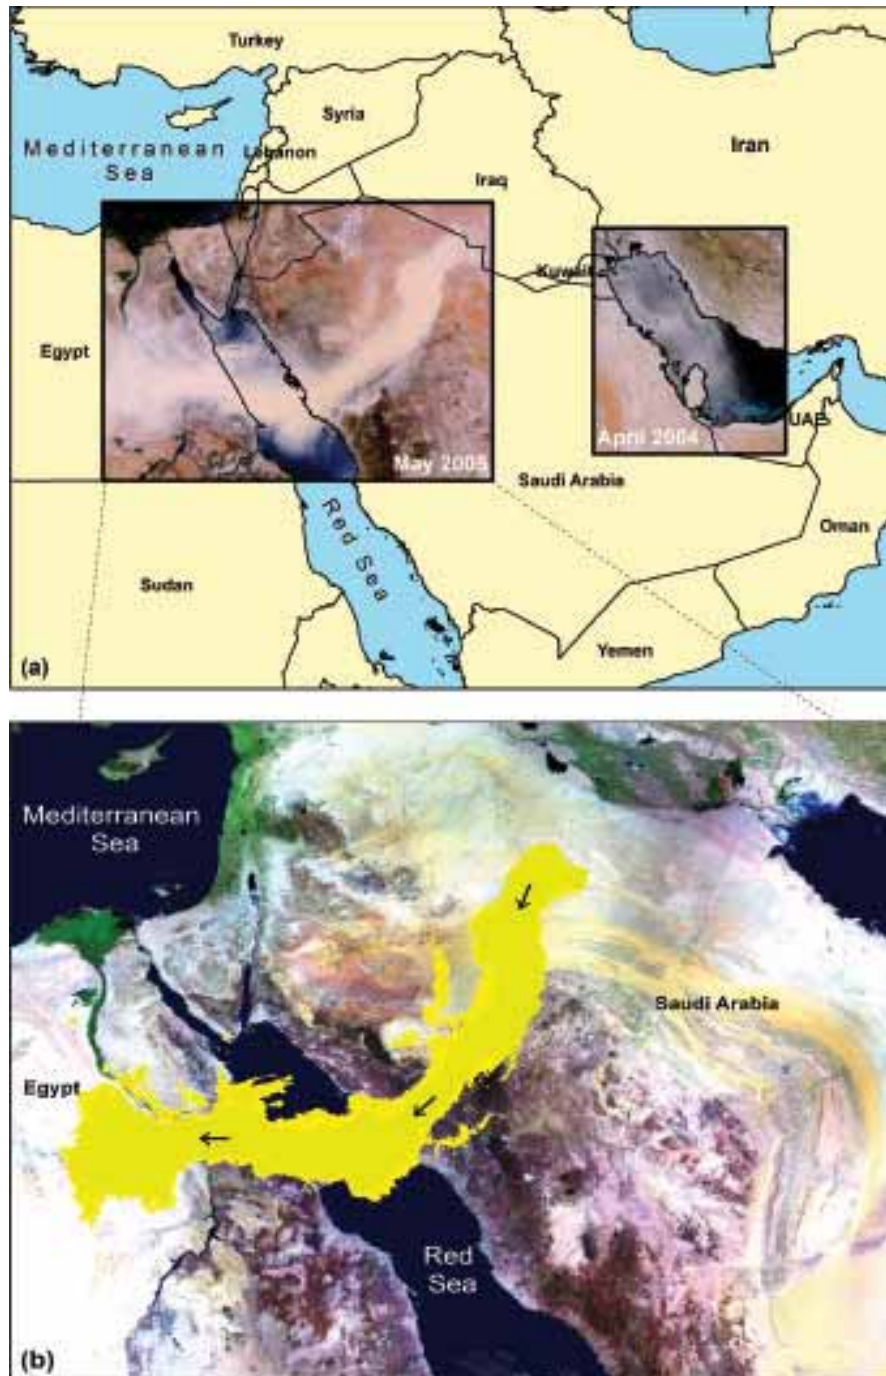 Turkey
Syria
Mediterranean
Sea
Lebanon
Iran
Iraq
Kuwait
Egypt
UAE
April 2004
May 2005
Saudi Arabia
Red Sea
Oman
Sudan
Yemen
(a)
Mediterranean
Sea
Saudi Arabia
Egypt
Red
Sea
(b)